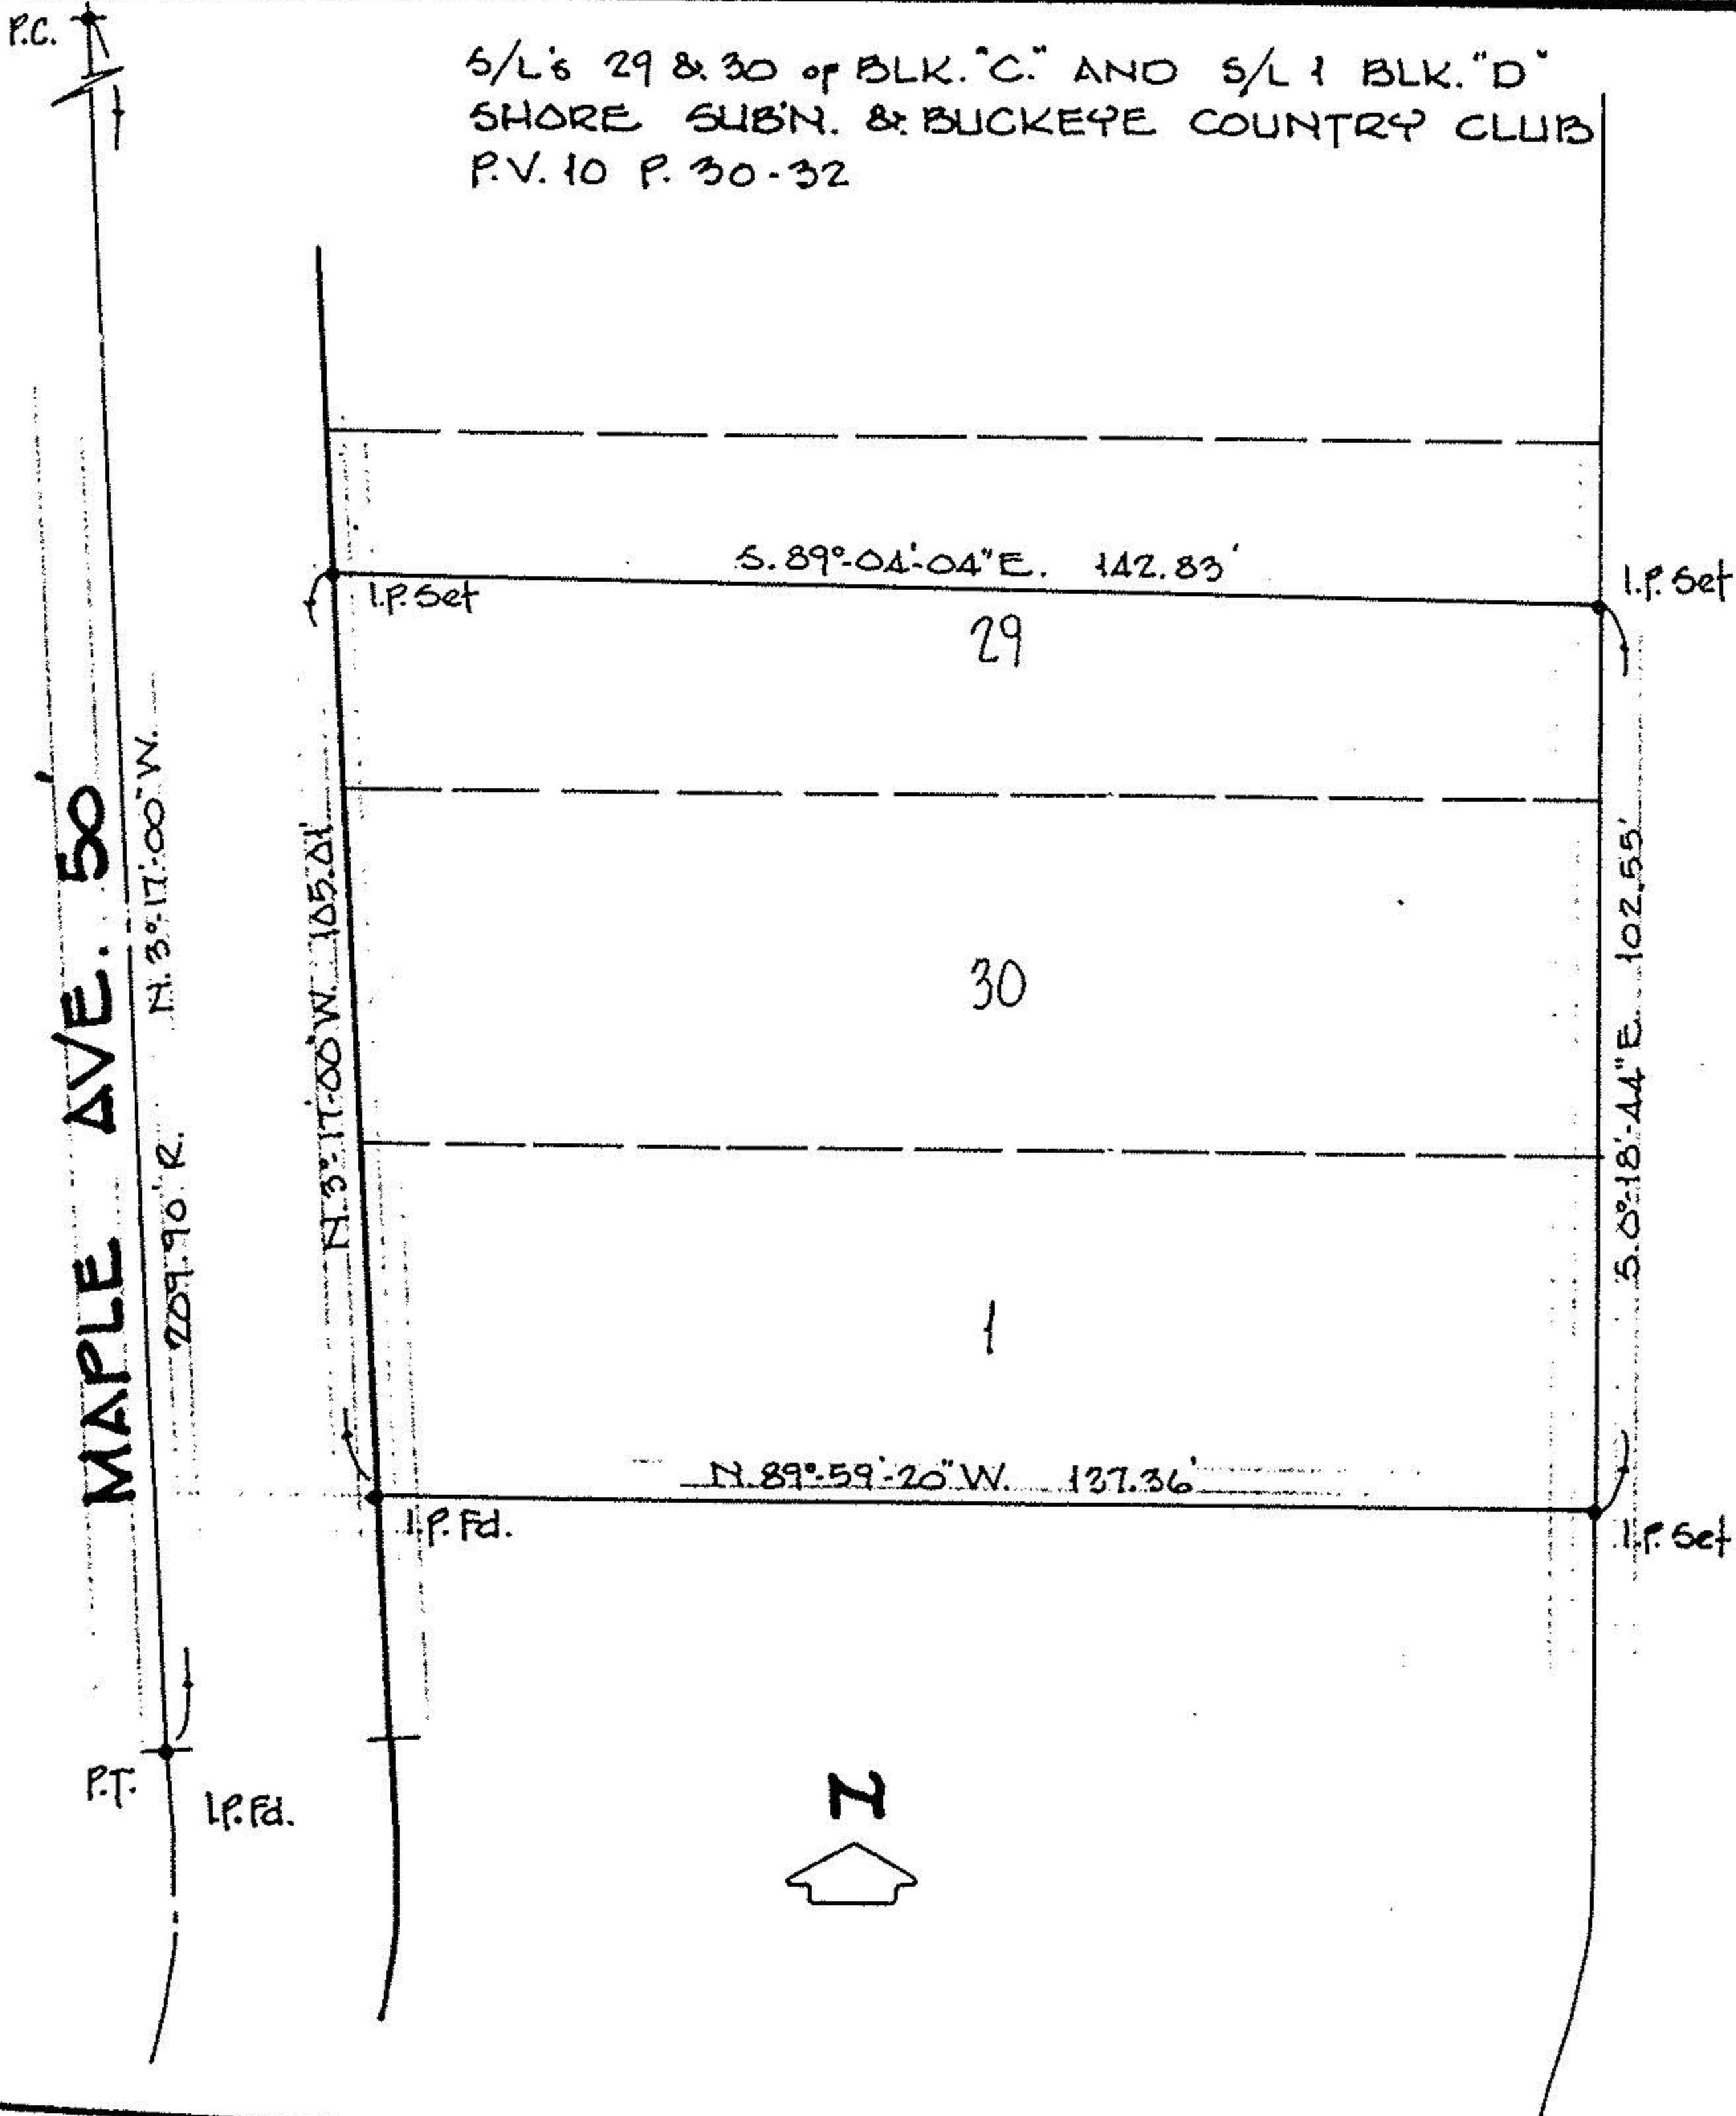 P.C.
S/L's 29 & 30 of BLK. "C." AND S/L 1 BLK. "D"
SHORE SUB'N. & BUCKEYE COUNTRY CLUB
P.V. 10 P. 30-32
S. 89°-04'-04" E. 142.83'
I.P. Set
I.P. Set
29
MAPLE AVE. 50'
N. 3°-17'-00" W.
209.90' R.
N. 3°-17'-00" W. 105.01'
30
S. 0°-18'-44" E. 102.55'
1
N. 89°-59'-20" W. 137.36'
I.P. Fd.
I.P. Set
P.T.
I.P. Fd.
N